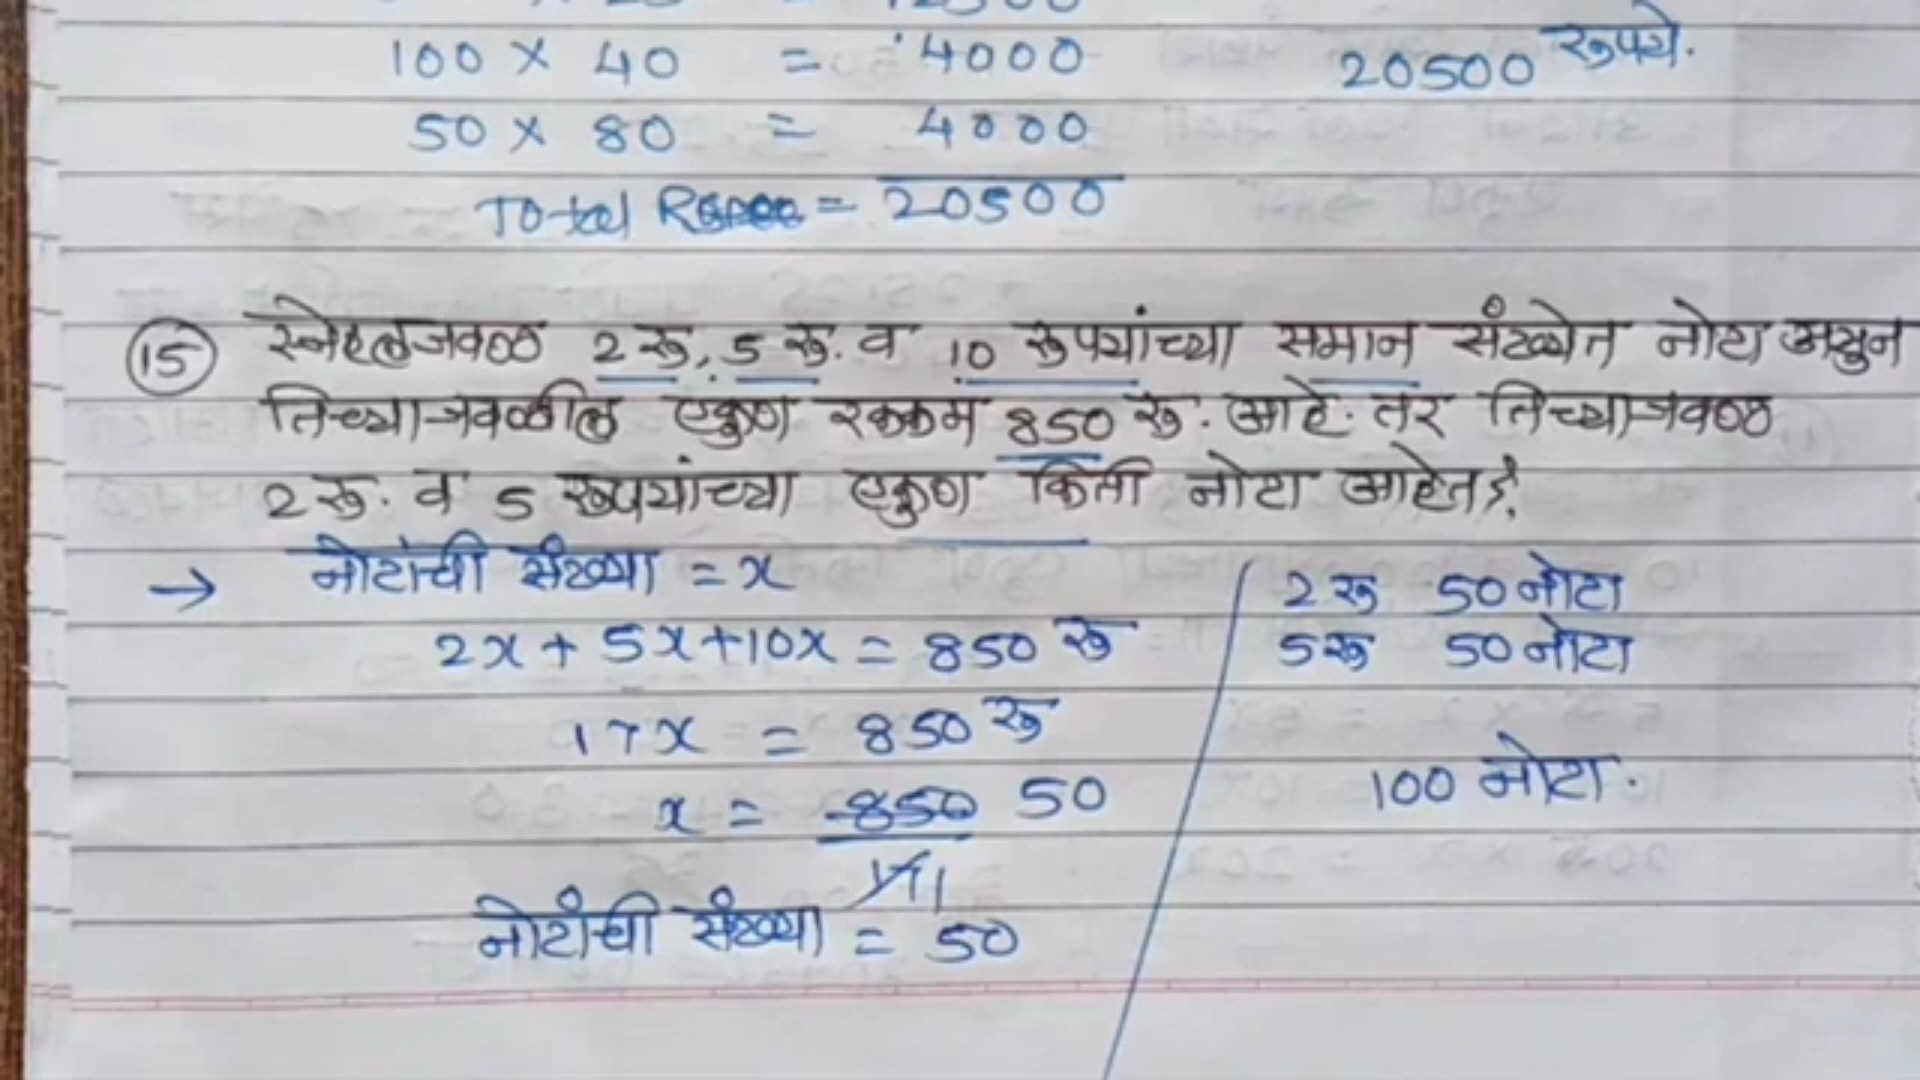 100 × 40 = 4000
20500 रुपये.
50 × 80 = 4000
Total = 20500
15 स्नेहलजवळ 2 रु, 5 रु. व 10 रुपयांच्या समान संख्येत नोटा असुन
तिच्याजवळील एकुण रक्कम 850 रु. आहे. तर तिच्याजवळ
2 रु. व 5 रुपयांच्या एकुण किती नोटा आहेत?
→ नोटांची संख्या = x
2x + 5x + 10x = 850 रु
17x = 850 रु
x = 850 50
17 1
नोटांची संख्या = 50
2 रु 50 नोटा
5 रु 50 नोटा
100 नोटा.